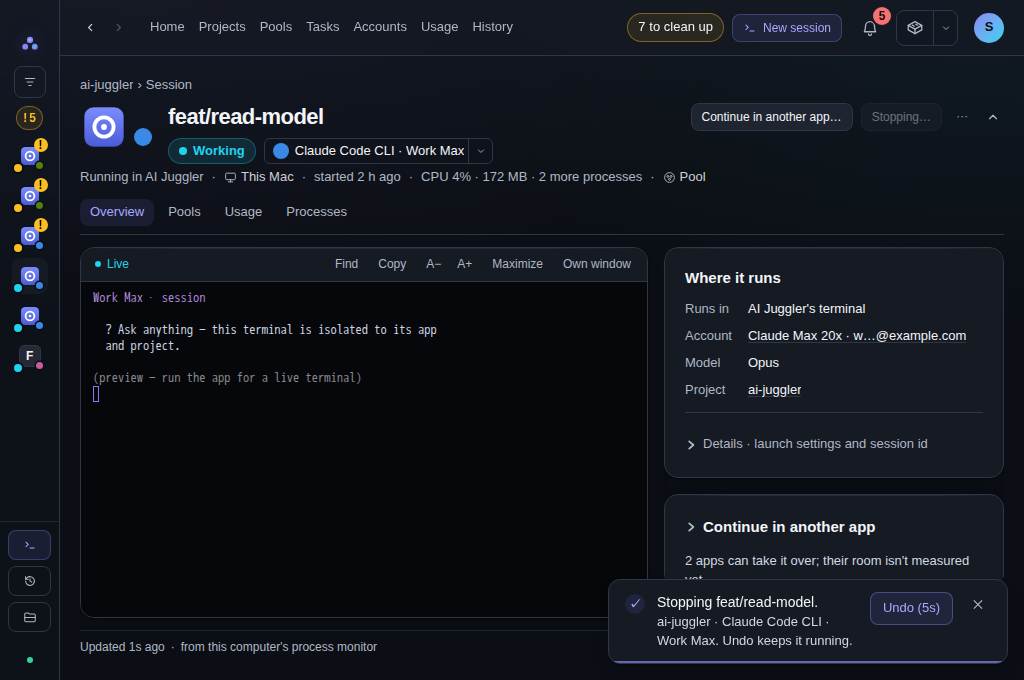 Home Projects Pools Tasks Accounts Usage History
7 to clean up
New session
5
S
!5
!
!
!
F
ai-juggler › Session
feat/read-model
Continue in another app…
Stopping…
Working
Claude Code CLI · Work Max
Running in AI Juggler · This Mac · started 2 h ago · CPU 4% · 172 MB · 2 more processes · Pool
Overview Pools Usage Processes
Live
Find Copy A− A+ Maximize Own window
Work Max · session
? Ask anything — this terminal is isolated to its app
and project.
(preview — run the app for a live terminal)
Updated 1s ago · from this computer's process monitor
Where it runs
Runs in AI Juggler's terminal
Account Claude Max 20x · w…@example.com
Model Opus
Project ai-juggler
Details · launch settings and session id
Continue in another app
2 apps can take it over; their room isn't measured
yet
Stopping feat/read-model.
ai-juggler · Claude Code CLI ·
Work Max. Undo keeps it running.
Undo (5s)